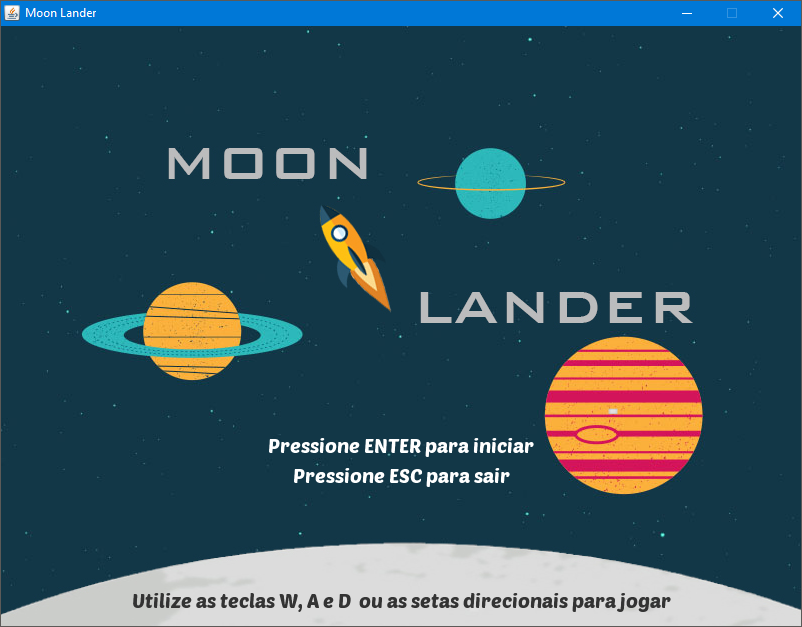 Moon Lander
MOON
LANDER
Pressione ENTER para iniciar
Pressione ESC para sair
Utilize as teclas W, A e D ou as setas direcionais para jogar